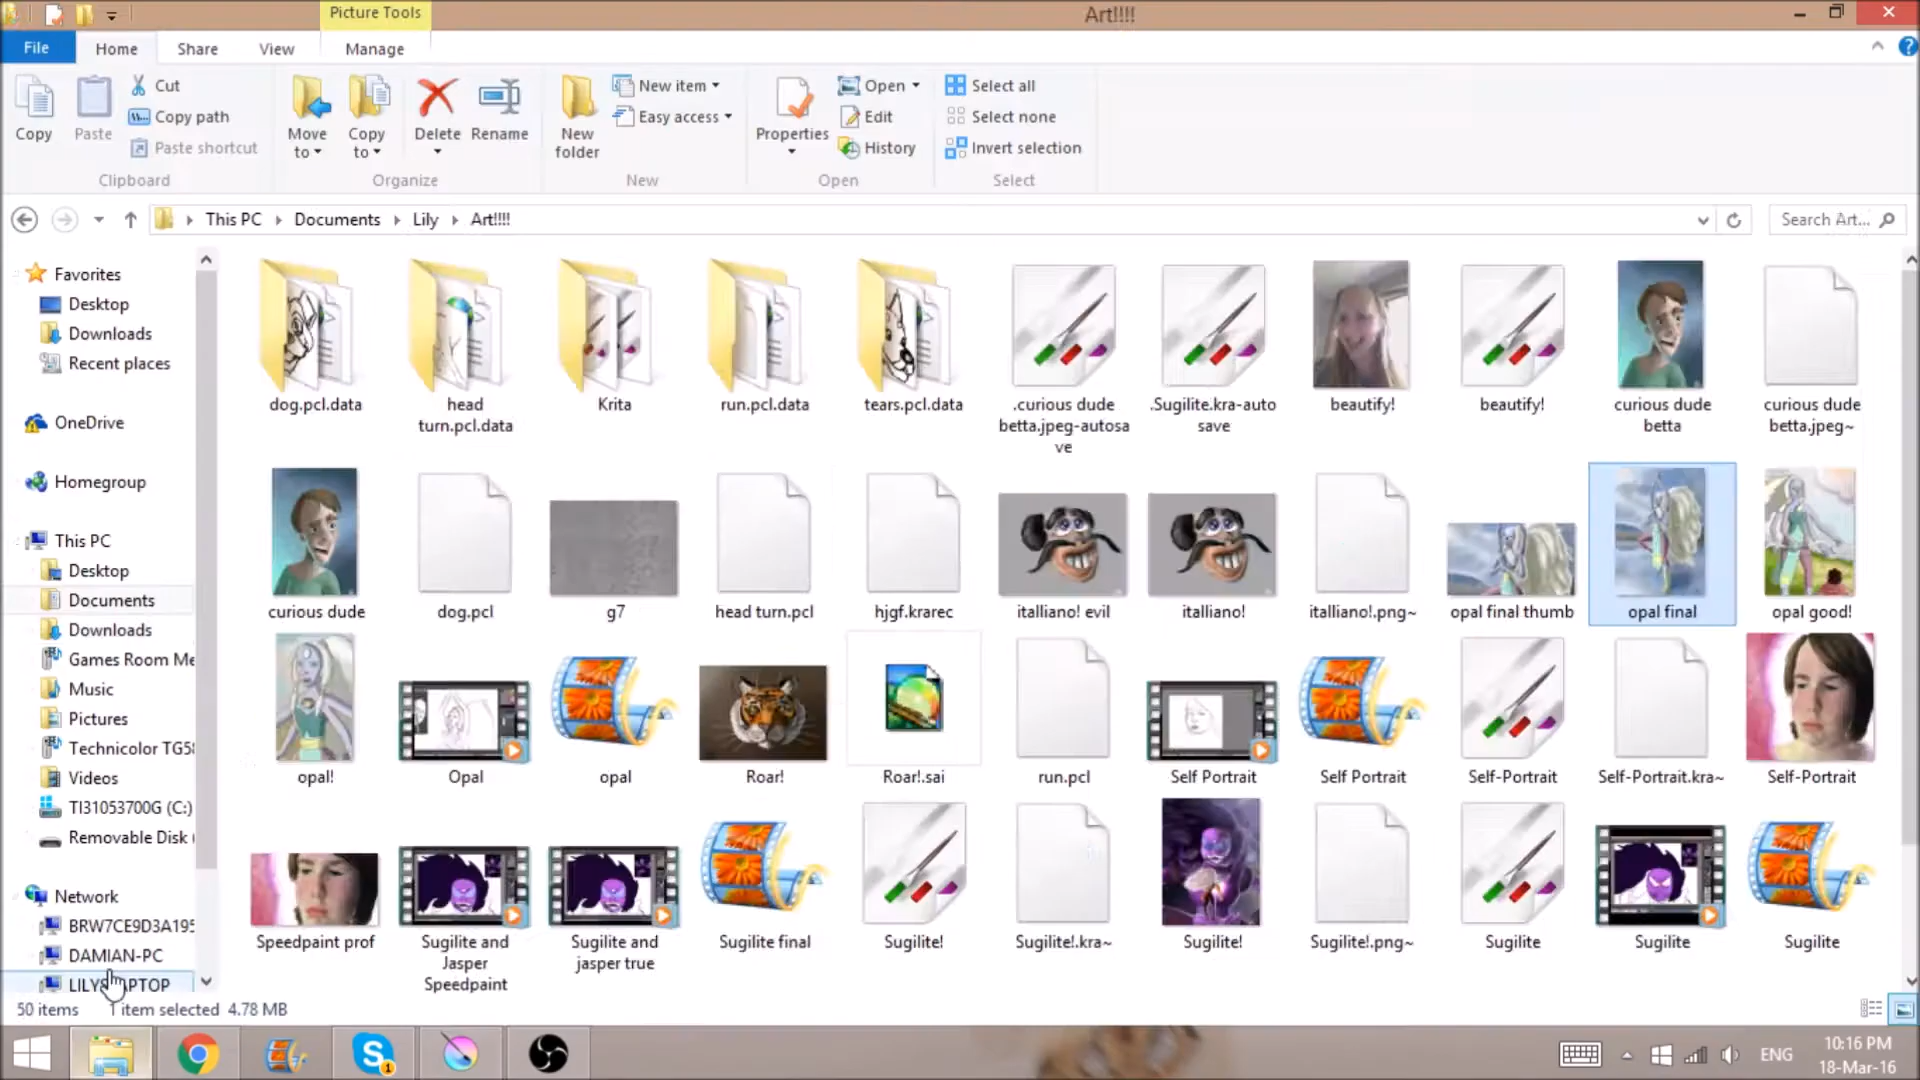 Picture Tools
Art!!!!
File Home Share View Manage
Copy
Paste
Cut
Copy path
Paste shortcut
Clipboard
Move to
Copy to
Delete
Rename
Organize
New folder
New item
Easy access
New
Properties
Open
Edit
History
Open
Select all
Select none
Invert selection
Select
This PC Documents Lily Art!!!!
Search Art...
Favorites
Desktop
Downloads
Recent places
OneDrive
Homegroup
This PC
Desktop
Documents
Downloads
Games Room Me
Music
Pictures
Technicolor TG58
Videos
TI31053700G (C:)
Removable Disk
Network
BRW7CE9D3A195
DAMIAN-PC
dog.pcl.data
head turn.pcl.data
Krita
run.pcl.data
tears.pcl.data
.curious dude betta.jpeg-autosave
.Sugilite.kra-autosave
beautify!
beautify!
curious dude betta
curious dude betta.jpeg~
curious dude
dog.pcl
g7
head turn.pcl
hjgf.krarec
italliano! evil
italliano!
italliano!.png~
opal final thumb
opal final
opal good!
opal!
Opal
opal
Roar!
Roar!.sai
run.pcl
Self Portrait
Self Portrait
Self-Portrait
Self-Portrait.kra~
Self-Portrait
Speedpaint prof
Sugilite and Jasper Speedpaint
Sugilite and jasper true
Sugilite final
Sugilite!
Sugilite!.kra~
Sugilite!
Sugilite!.png~
Sugilite
Sugilite
Sugilite
50 items 1 item selected 4.78 MB
ENG
10:16 PM
18-Mar-16